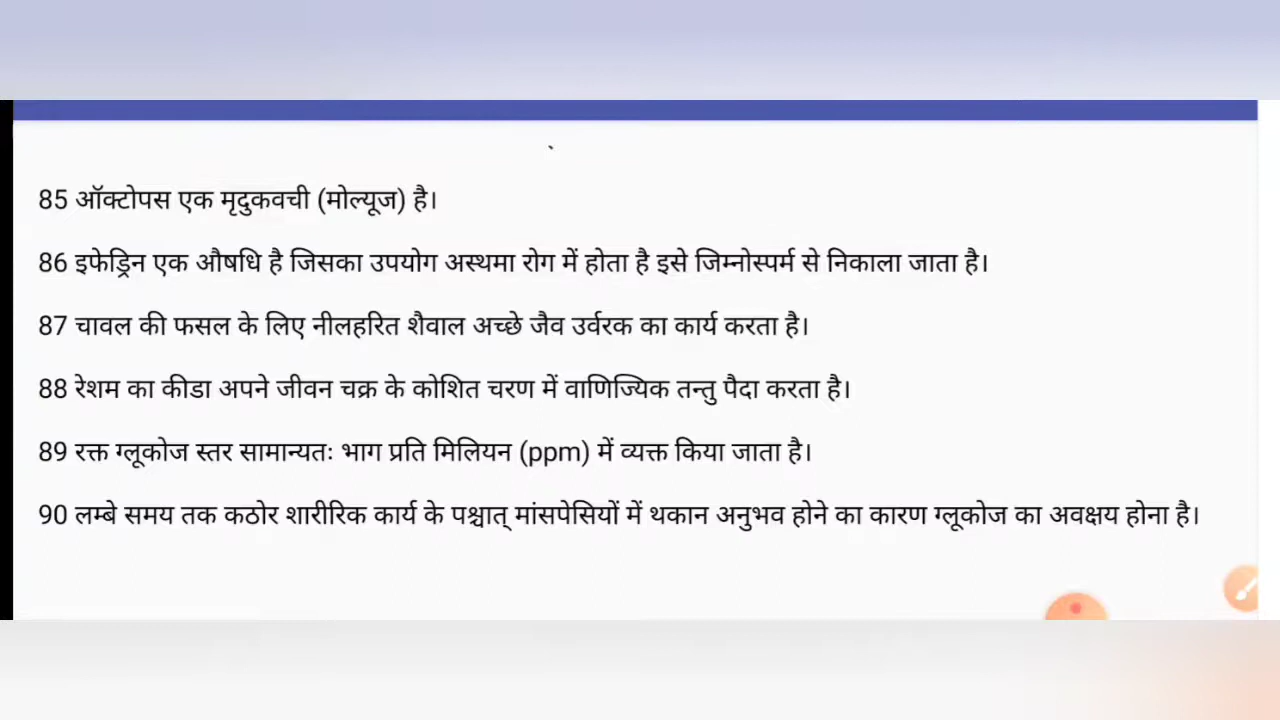 85 ऑक्टोपस एक मृदुकवची (मोल्यूज) है।
86 इफेड्रिन एक औषधि है जिसका उपयोग अस्थमा रोग में होता है इसे जिम्नोस्पर्म से निकाला जाता है।
87 चावल की फसल के लिए नीलहरित शैवाल अच्छे जैव उर्वरक का कार्य करता है।
88 रेशम का कीडा अपने जीवन चक्र के कोशित चरण में वाणिज्यिक तन्तु पैदा करता है।
89 रक्त ग्लूकोज स्तर सामान्यतः भाग प्रति मिलियन (ppm) में व्यक्त किया जाता है।
90 लम्बे समय तक कठोर शारीरिक कार्य के पश्चात् मांसपेसियों में थकान अनुभव होने का कारण ग्लूकोज का अवक्षय होना है।